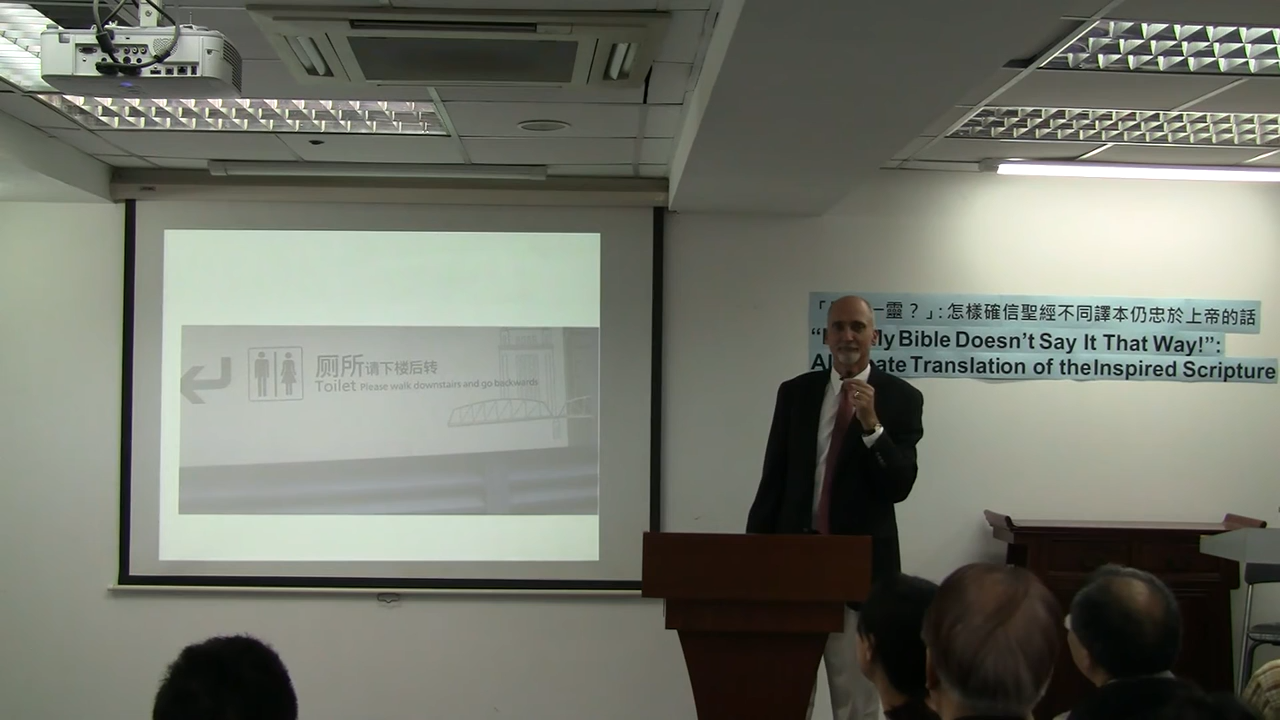 厕所请下楼后转
Toilet Please walk downstairs and go backwards
一靈？」：怎樣確信聖經不同譯本仍忠於上帝的話
Bible Doesn't Say It That Way!":
Translation of the Inspired Scripture